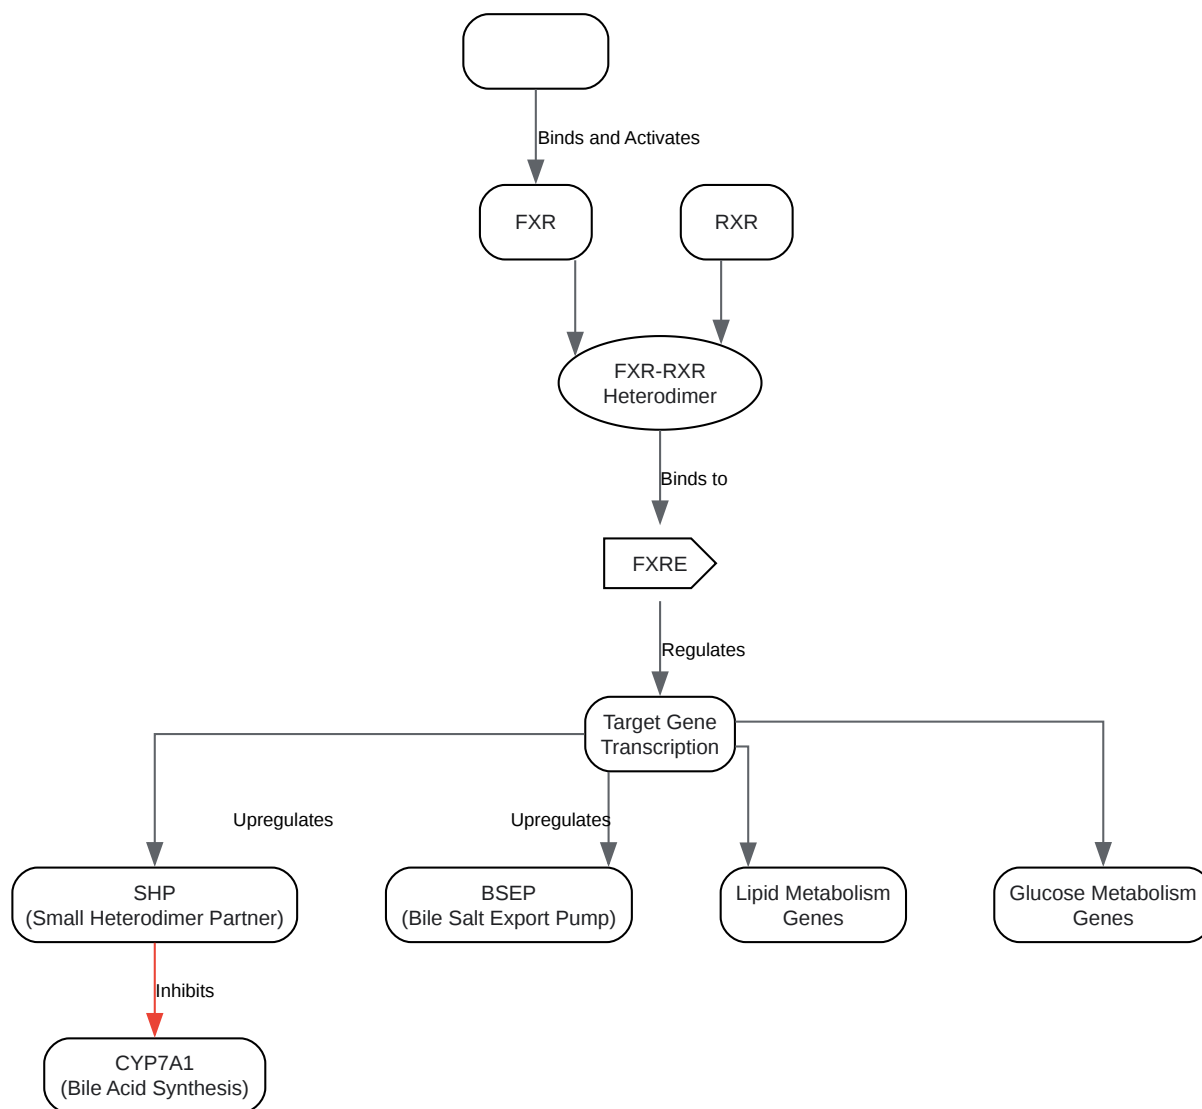 Binds and Activates
FXR
RXR
FXR-RXR
Heterodimer
Binds to
FXRE
Regulates
Target Gene
Transcription
Upregulates
Upregulates
SHP
(Small Heterodimer Partner)
BSEP
(Bile Salt Export Pump)
Lipid Metabolism
Genes
Glucose Metabolism
Genes
Inhibits
CYP7A1
(Bile Acid Synthesis)